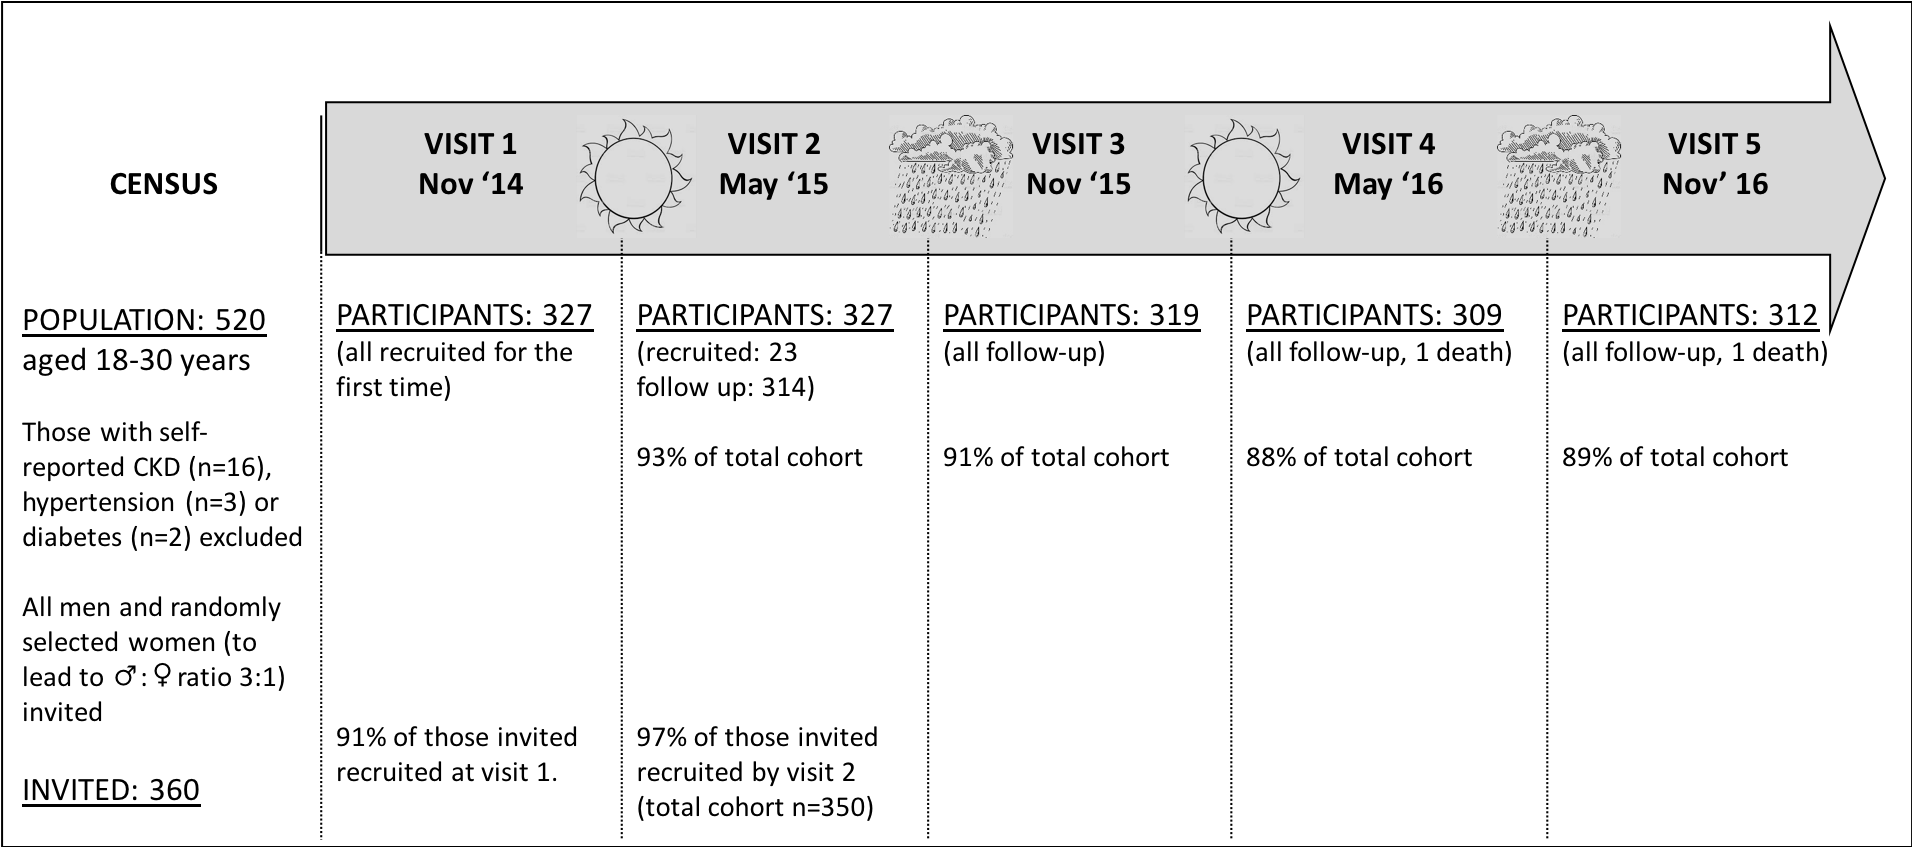 CENSUS
VISIT 1
Nov ‘14
VISIT 2
May ‘15
VISIT 3
Nov ‘15
VISIT 4
May ‘16
VISIT 5
Nov’ 16
POPULATION: 520
aged 18-30 years
Those with self-
reported CKD (n=16),
hypertension (n=3) or
diabetes (n=2) excluded
All men and randomly
selected women (to
lead to ♂:♀ ratio 3:1)
invited
INVITED: 360
PARTICIPANTS: 327
(all recruited for the
first time)
91% of those invited
recruited at visit 1.
PARTICIPANTS: 327
(recruited: 23
follow up: 314)
93% of total cohort
97% of those invited
recruited by visit 2
(total cohort n=350)
PARTICIPANTS: 319
(all follow-up)
91% of total cohort
PARTICIPANTS: 309
(all follow-up, 1 death)
88% of total cohort
PARTICIPANTS: 312
(all follow-up, 1 death)
89% of total cohort